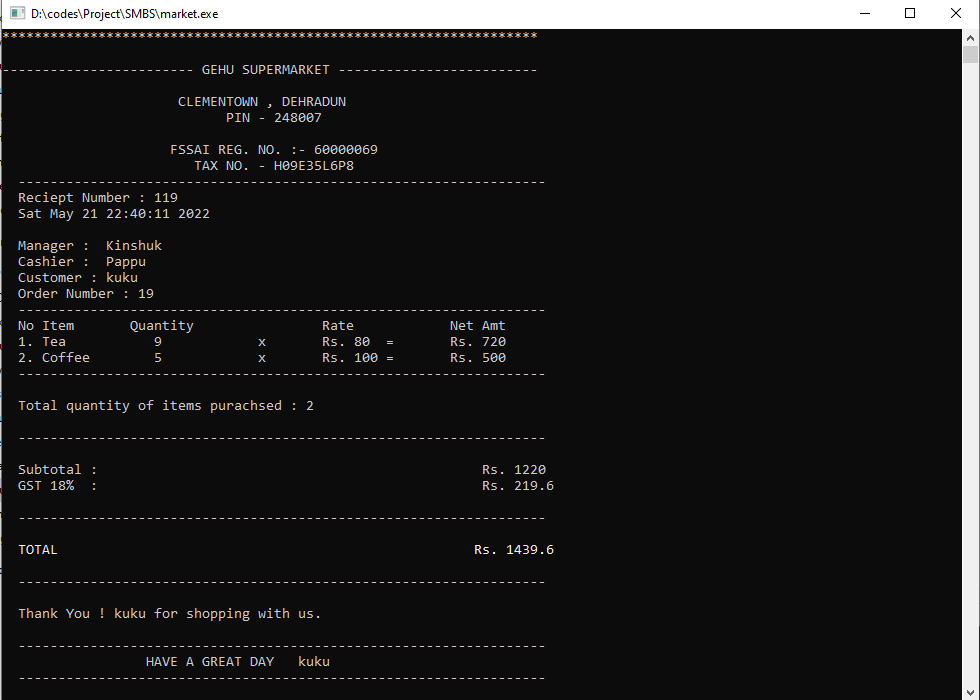 D:\codes\Project\SMBS\market.exe
*******************************************************************
------------------------ GEHU SUPERMARKET -------------------------
CLEMENTOWN , DEHRADUN
PIN - 248007
FSSAI REG. NO. :- 60000069
TAX NO. - H09E35L6P8
------------------------------------------------------------------
Reciept Number : 119
Sat May 21 22:40:11 2022
Manager :  Kinshuk
Cashier :  Pappu
Customer : kuku
Order Number : 19
------------------------------------------------------------------
No Item       Quantity                Rate            Net Amt
1. Tea           9            x       Rs. 80  =       Rs. 720
2. Coffee        5            x       Rs. 100 =       Rs. 500
------------------------------------------------------------------
Total quantity of items purachsed : 2
------------------------------------------------------------------
Subtotal :                                                Rs. 1220
GST 18%  :                                                Rs. 219.6
------------------------------------------------------------------
TOTAL                                                    Rs. 1439.6
------------------------------------------------------------------
Thank You ! kuku for shopping with us.
------------------------------------------------------------------
HAVE A GREAT DAY   kuku
------------------------------------------------------------------